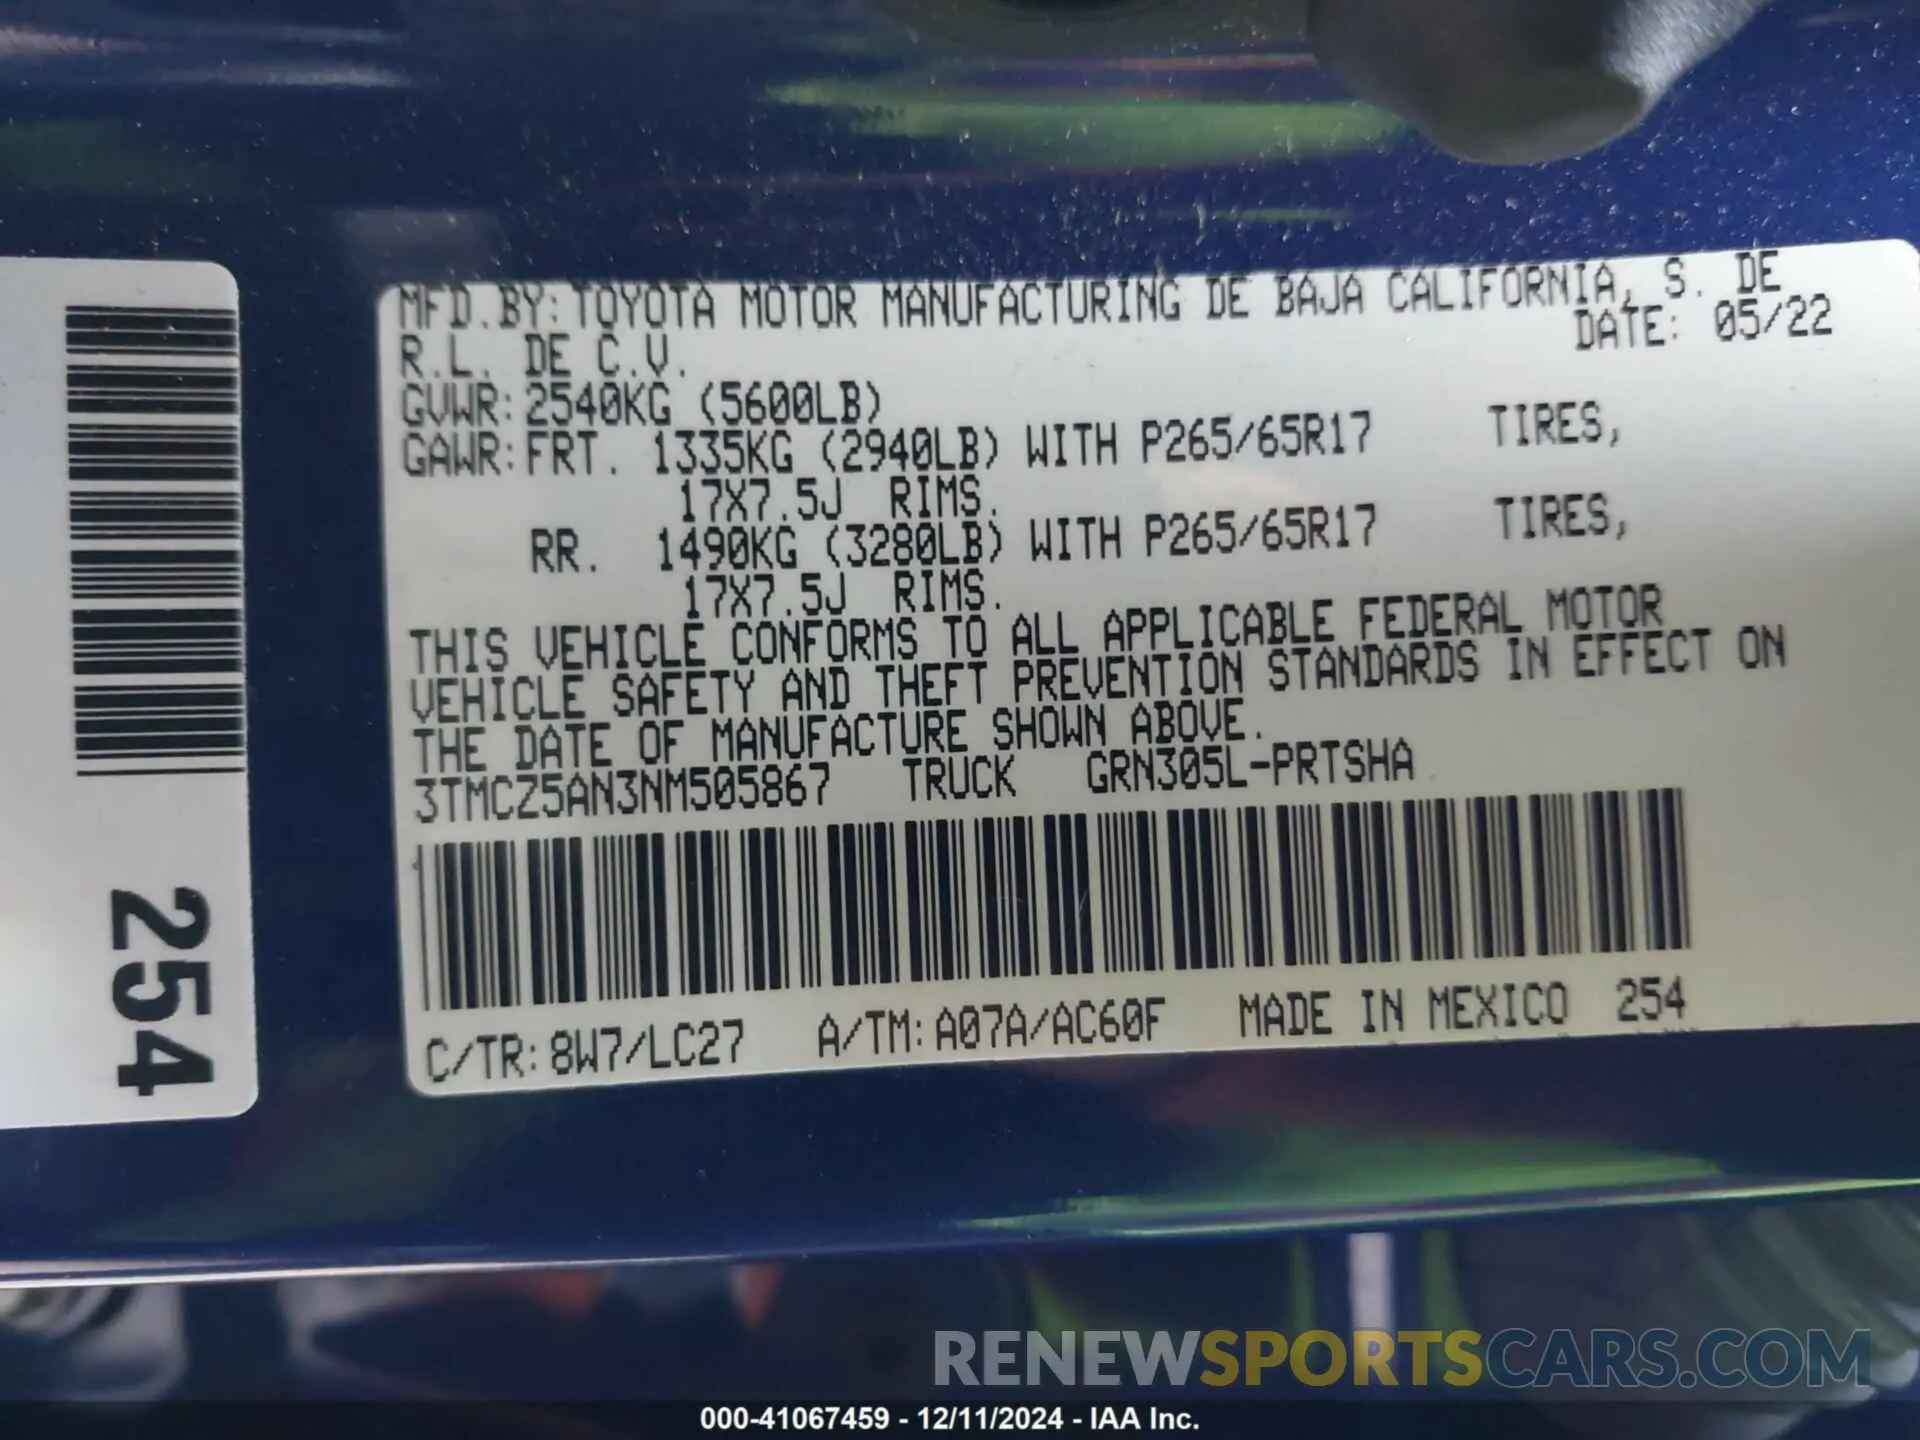 MFD.BY:TOYOTA MOTOR MANUFACTURING DE BAJA CALIFORNIA, S. DE
R.L. DE C.V. DATE: 05/22
GVWR:2540KG (5600LB)
GAWR:FRT. 1335KG (2940LB) WITH P265/65R17 TIRES,
17X7.5J RIMS.
RR. 1490KG (3280LB) WITH P265/65R17 TIRES,
17X7.5J RIMS.
THIS VEHICLE CONFORMS TO ALL APPLICABLE FEDERAL MOTOR
VEHICLE SAFETY AND THEFT PREVENTION STANDARDS IN EFFECT ON
THE DATE OF MANUFACTURE SHOWN ABOVE.
3TMCZ5AN3NM505867 TRUCK GRN305L-PRTSHA
C/TR:8W7/LC27 A/TM:A07A/AC60F MADE IN MEXICO 254
254
RENEWSPORTSCARS.COM
000-41067459 - 12/11/2024 - IAA Inc.